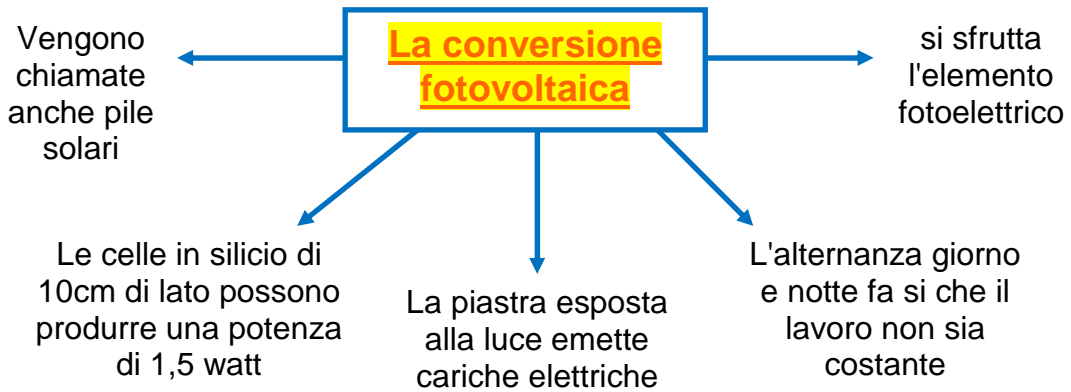 La conversione
fotovoltaica
Vengono
chiamate
anche pile
solari
si sfrutta
l'elemento
fotoelettrico
Le celle in silicio di
10cm di lato possono
produrre una potenza
di 1,5 watt
La piastra esposta
alla luce emette
cariche elettriche
L'alternanza giorno
e notte fa si che il
lavoro non sia
costante